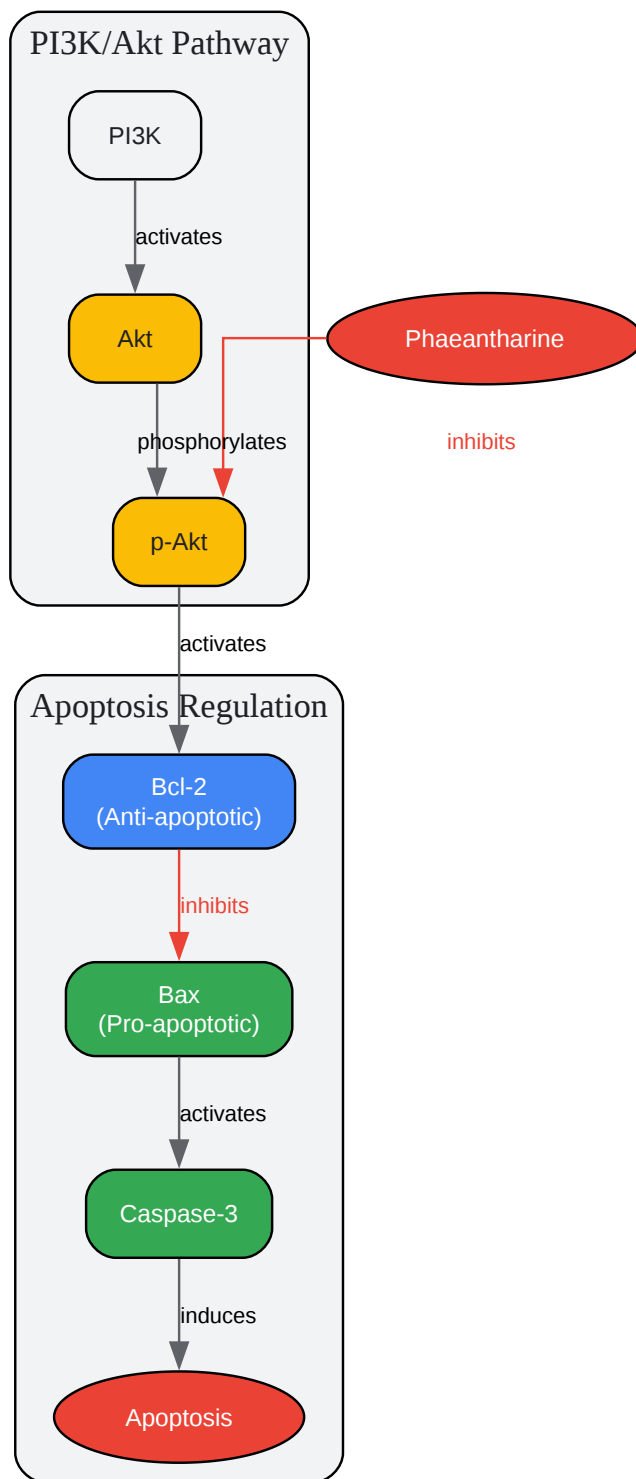 PI3K/Akt Pathway
PI3K
activates
Akt
Phaeantharine
phosphorylates
inhibits
p-Akt
activates
Apoptosis Regulation
Bcl-2
(Anti-apoptotic)
inhibits
Bax
(Pro-apoptotic)
activates
Caspase-3
induces
Apoptosis